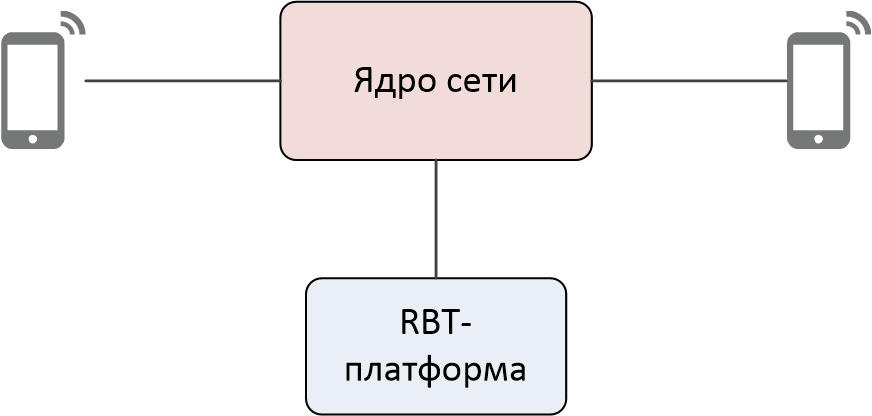 Ядро сети
RBT-
платформа